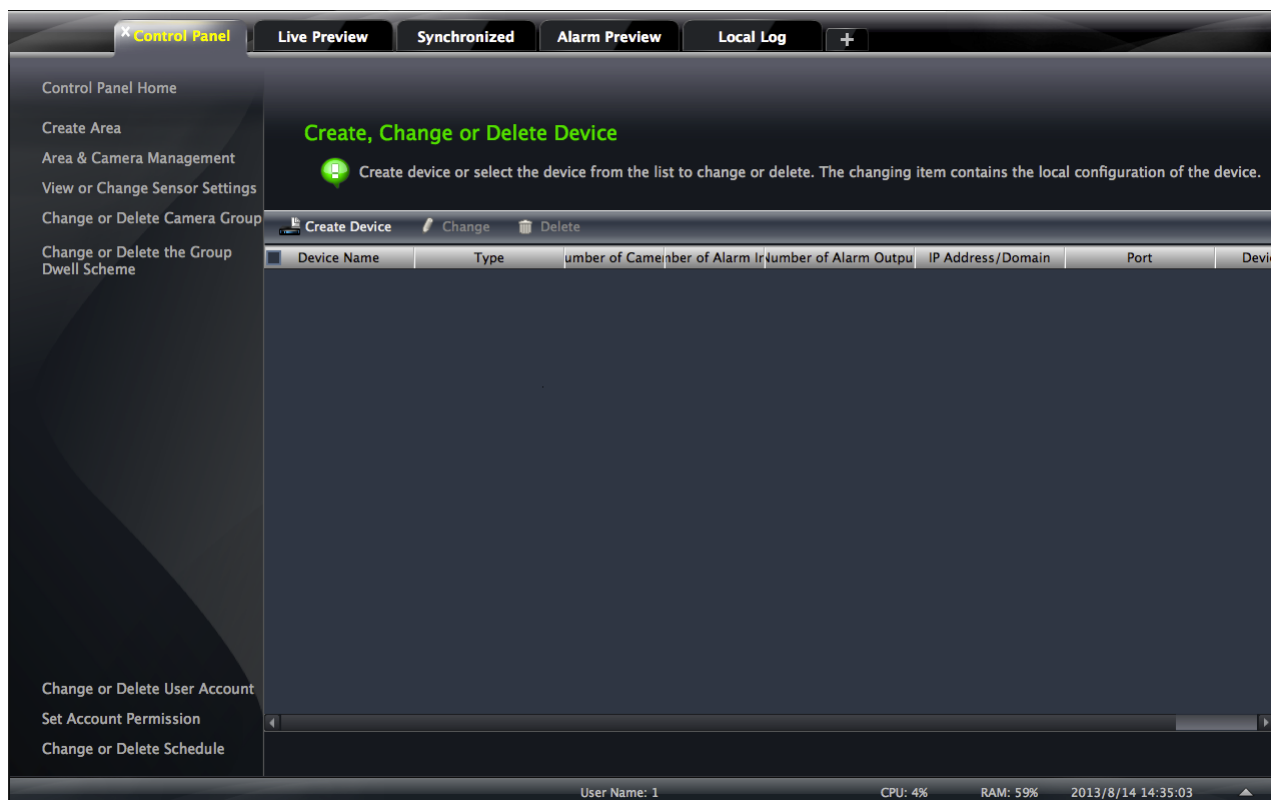 × Control Panel Live Preview Synchronized Alarm Preview Local Log +
Control Panel Home
Create Area
Area & Camera Management
View or Change Sensor Settings
Change or Delete Camera Group
Change or Delete the Group
Dwell Scheme
Create, Change or Delete Device
Create device or select the device from the list to change or delete. The changing item contains the local configuration of the device.
Create Device Change Delete
Device Name Type umber of Came nber of Alarm Ir Number of Alarm Outpu IP Address/Domain Port Devi
Change or Delete User Account
Set Account Permission
Change or Delete Schedule
User Name: 1 CPU: 4% RAM: 59% 2013/8/14 14:35:03